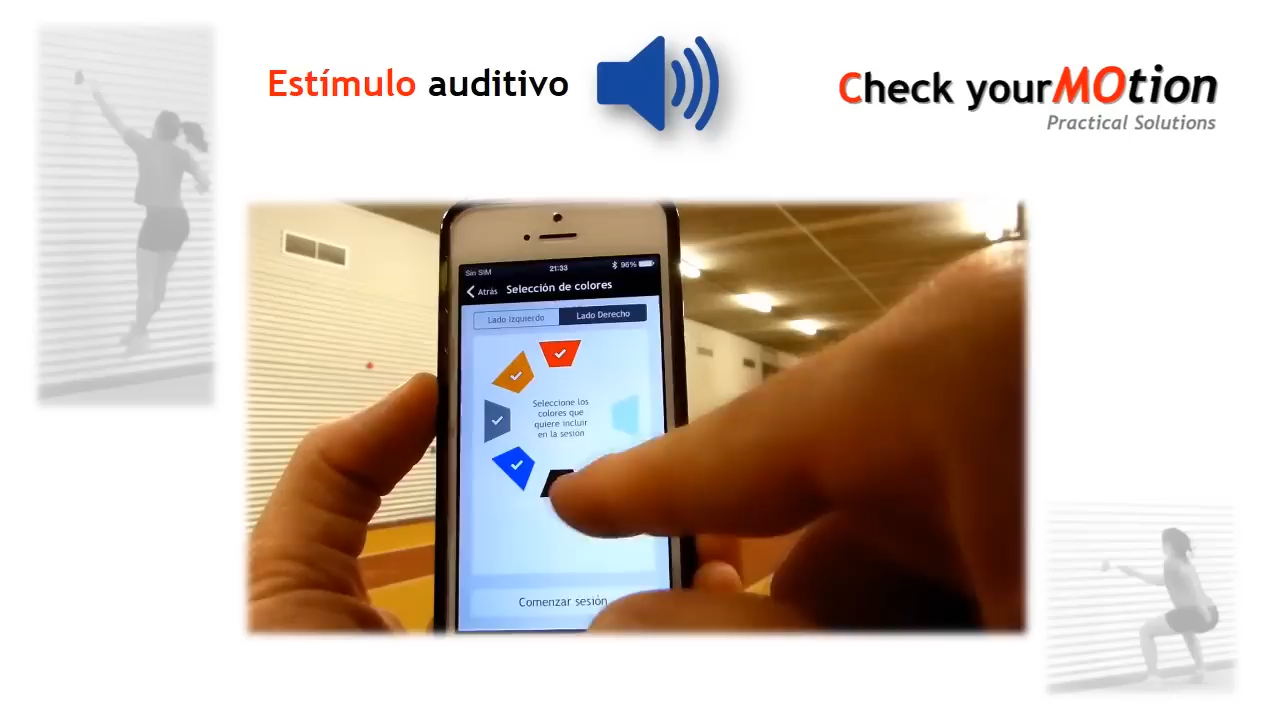 Estímulo auditivo
Check yourMOtion
Practical Solutions
Sin SIM 21:33 96%
Atrás Selección de colores
Lado Izquierdo Lado Derecho
Seleccione los
colores que
quiere incluir
en la sesión
Comenzar sesión